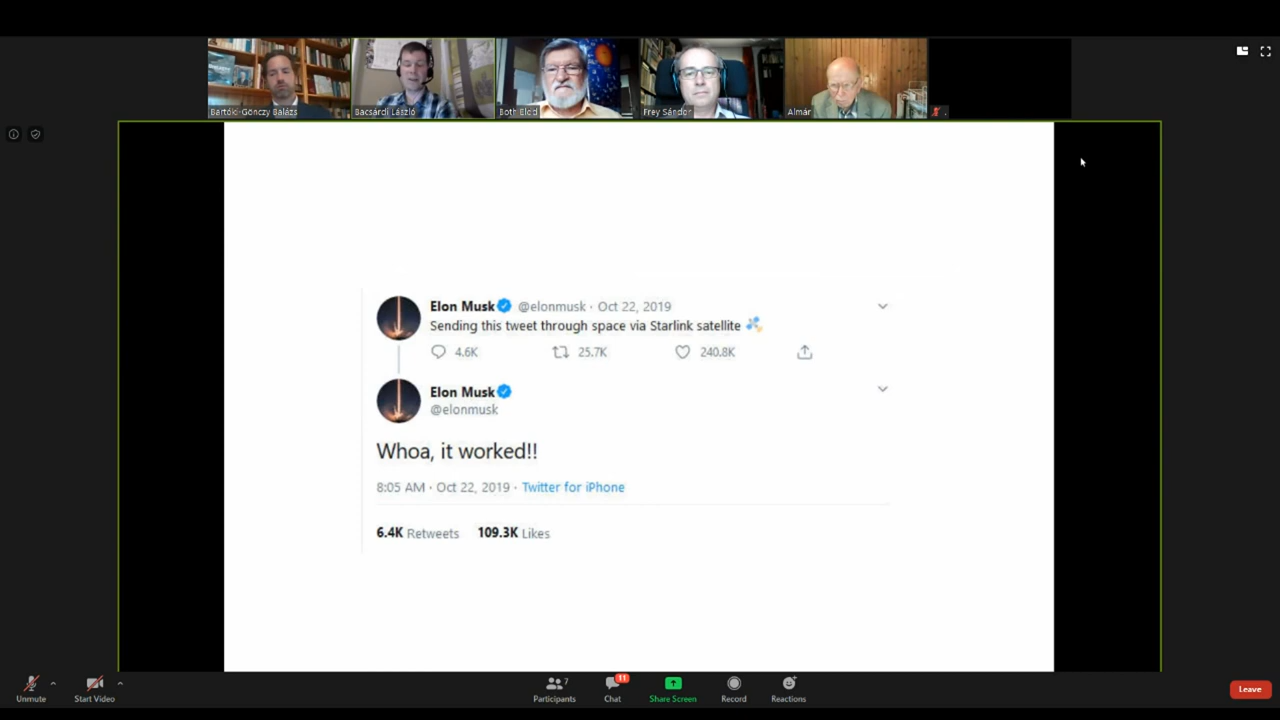 Bartóki-Gönczy Balázs
Bacsárdi László
Both Előd
Frey Sándor
Almár
Elon Musk @elonmusk · Oct 22, 2019
Sending this tweet through space via Starlink satellite
4.6K 25.7K 240.8K
Elon Musk
@elonmusk
Whoa, it worked!!
8:05 AM · Oct 22, 2019 · Twitter for iPhone
6.4K Retweets 109.3K Likes
7
11
Unmute Start Video Participants Chat Share Screen Record Reactions Leave